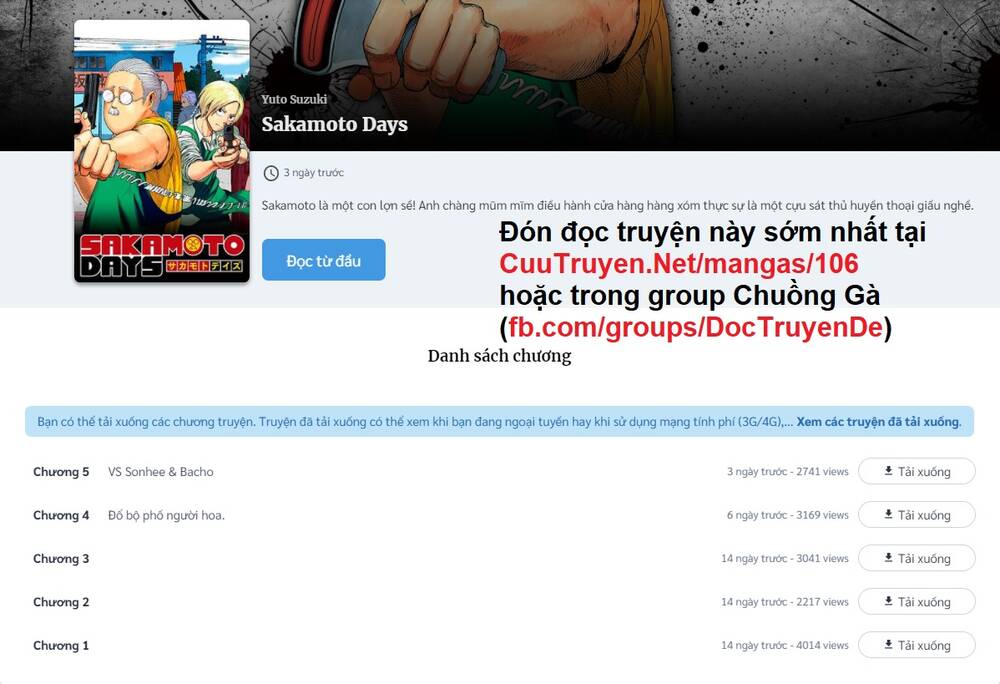 Yuto Suzuki
Sakamoto Days
3 ngày trước
Sakamoto là một con lợn sề! Anh chàng mũm mĩm điều hành cửa hàng hàng xóm thực sự là một cựu sát thủ huyền thoại giấu nghề.
SAKAMOTO
DAYS サカモトデイズ
Đọc từ đầu
Đón đọc truyện này sớm nhất tại
CuuTruyen.Net/mangas/106
hoặc trong group Chuồng Gà
(fb.com/groups/DocTruyenDe)
Danh sách chương
Bạn có thể tải xuống các chương truyện. Truyện đã tải xuống có thể xem khi bạn đang ngoại tuyến hay khi sử dụng mạng tính phí (3G/4G),... Xem các truyện đã tải xuống.
Chương 5 VS Sonhee & Bacho 3 ngày trước - 2741 views Tải xuống
Chương 4 Đổ bộ phố người hoa. 6 ngày trước - 3169 views Tải xuống
Chương 3 14 ngày trước - 3041 views Tải xuống
Chương 2 14 ngày trước - 2217 views Tải xuống
Chương 1 14 ngày trước - 4014 views Tải xuống